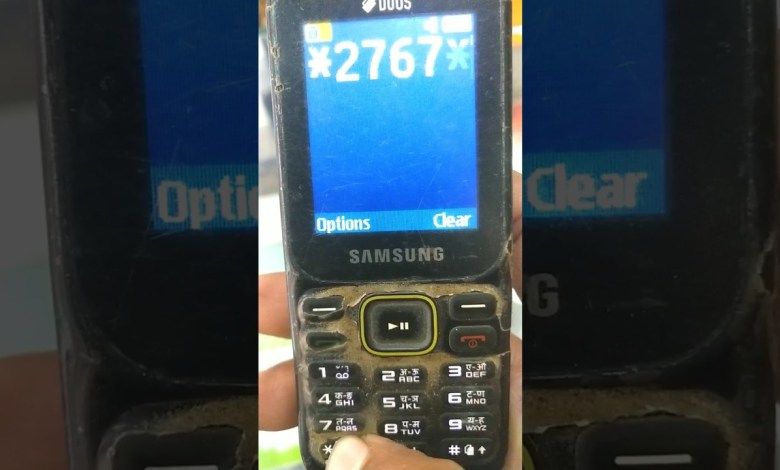 DUOS
*2767*
Options
Clear
SAMSUNG
1
2 अ-ऊ ABC
3 ए-औ DEF
4 क-ङ GHI
5 च-ञ JKL
6 ट-ण MNO
7 त-न PQRS
8 प-म TUV
9 य-ह WXYZ
*
#